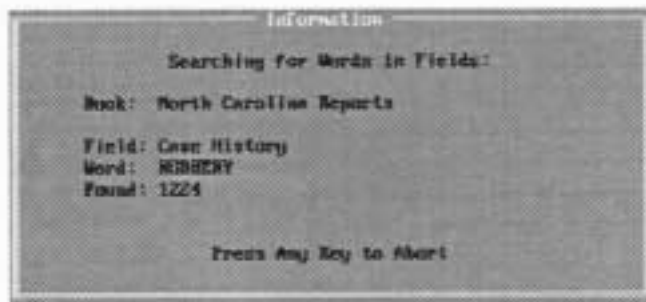 Information
Searching for Words in Fields:
Book: North Carolina Reports
Field: Case History
Word:
Found: 1224
Press Any Key to Abort